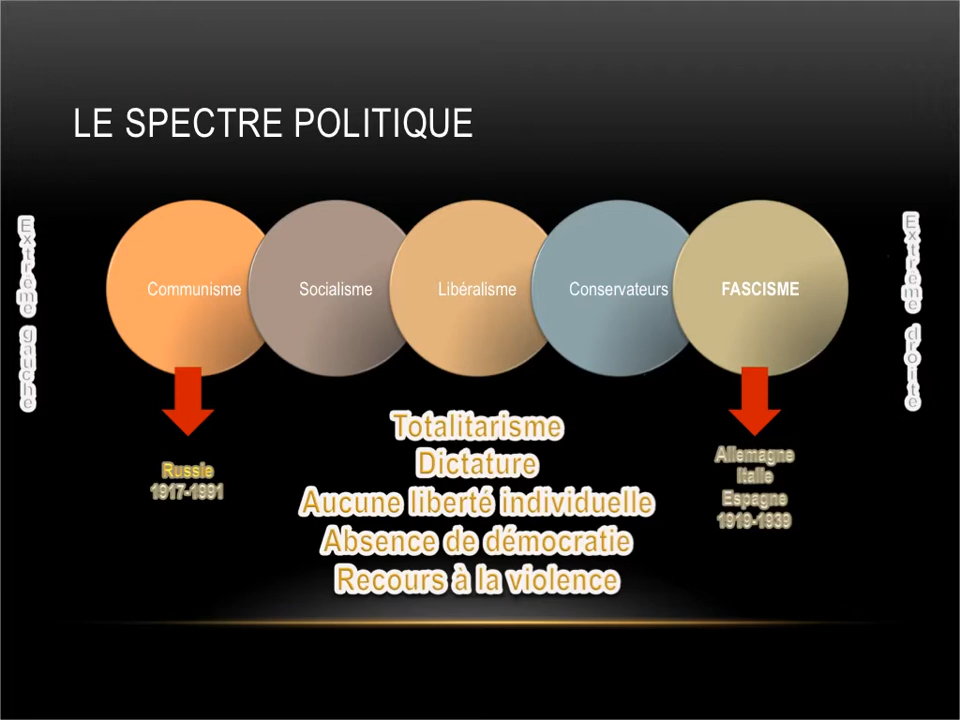 LE SPECTRE POLITIQUE
Extrême gauche
Communisme
Socialisme
Libéralisme
Conservateurs
FASCISME
Extrême droite
Totalitarisme
Dictature
Aucune liberté individuelle
Absence de démocratie
Recours à la violence
Russie
1917-1991
Allemagne
Italie
Espagne
1919-1939